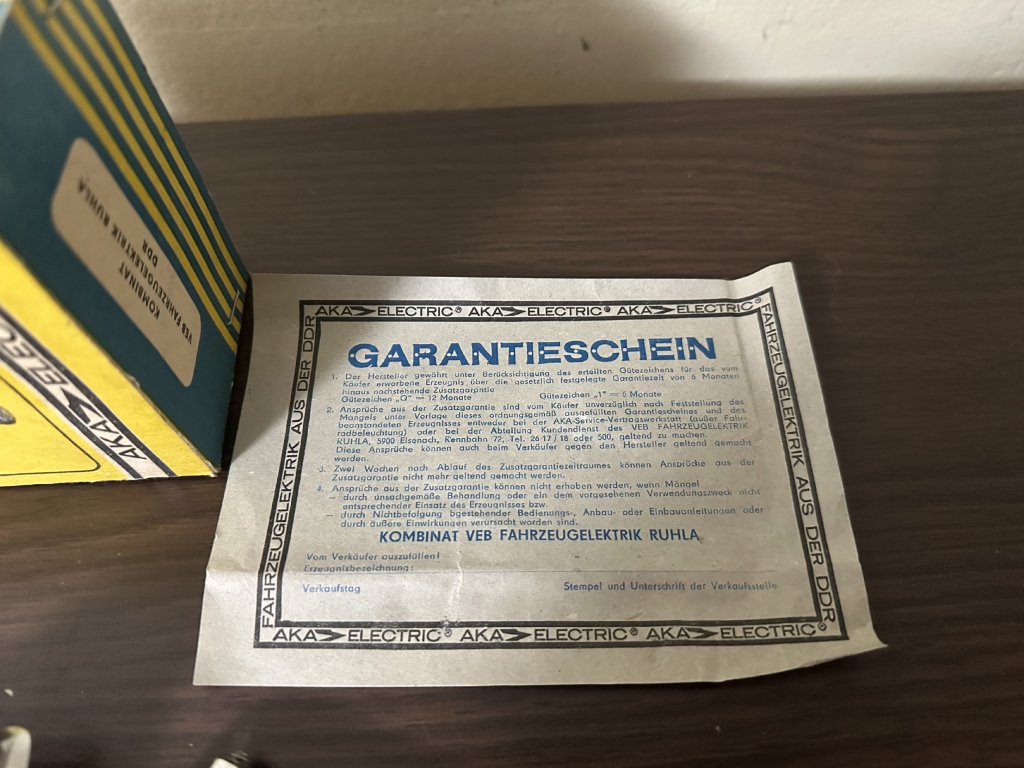 KOMBINAT
VEB FAHRZEUGELEKTRIK RUHLA
DDR
AKA ELEC
AKA ELECTRIC® AKA ELECTRIC® AKA ELECTRIC®
FAHRZEUGELEKTRIK AUS DER DDR
FAHRZEUGELEKTRIK AUS DER DDR
GARANTIESCHEIN
1. Der Hersteller gewährt unter Berücksichtigung des erteilten Gütezeichens für das vom
Käufer erworbene Erzeugnis über die gesetzlich festgelegte Garantiezeit von 6 Monaten
hinaus nachstehende Zusatzgarantie
Gütezeichen „Q" = 12 Monate Gütezeichen „1" = 6 Monate
2. Ansprüche aus der Zusatzgarantie sind vom Käufer unverzüglich nach Feststellung des
Mangels unter Vorlage dieses ordnungsgemäß ausgefüllten Garantiescheines und des
beanstandeten Erzeugnisses entweder bei der AKA-Service-Vertragswerkstatt (außer Fahr-
radbeleuchtung) oder bei der Abteilung Kundendienst des VEB FAHRZEUGELEKTRIK
RUHLA, 5900 Eisenach, Rennbahn 72, Tel. 26 17 / 18 oder 500, geltend zu machen.
Diese Ansprüche können auch beim Verkäufer gegen den Hersteller geltend gemacht
werden.
3. Zwei Wochen nach Ablauf des Zusatzgarantiezeitraumes können Ansprüche aus der
Zusatzgarantie nicht mehr geltend gemacht werden.
4. Ansprüche aus der Zusatzgarantie können nicht erhoben werden, wenn Mängel
— durch unsachgemäße Behandlung oder ein dem vorgesehenen Verwendungszweck nicht
entsprechender Einsatz des Erzeugnisses bzw.
— durch Nichtbefolgung bgestehender Bedienungs-, Anbau- oder Einbauanleitungen oder
durch äußere Einwirkungen verursacht worden sind.
KOMBINAT VEB FAHRZEUGELEKTRIK RUHLA
Vom Verkäufer auszufüllen!
Erzeugnisbezeichnung:
Verkaufstag Stempel und Unterschrift der Verkaufsstelle
AKA ELECTRIC® AKA ELECTRIC® AKA ELECTRIC®